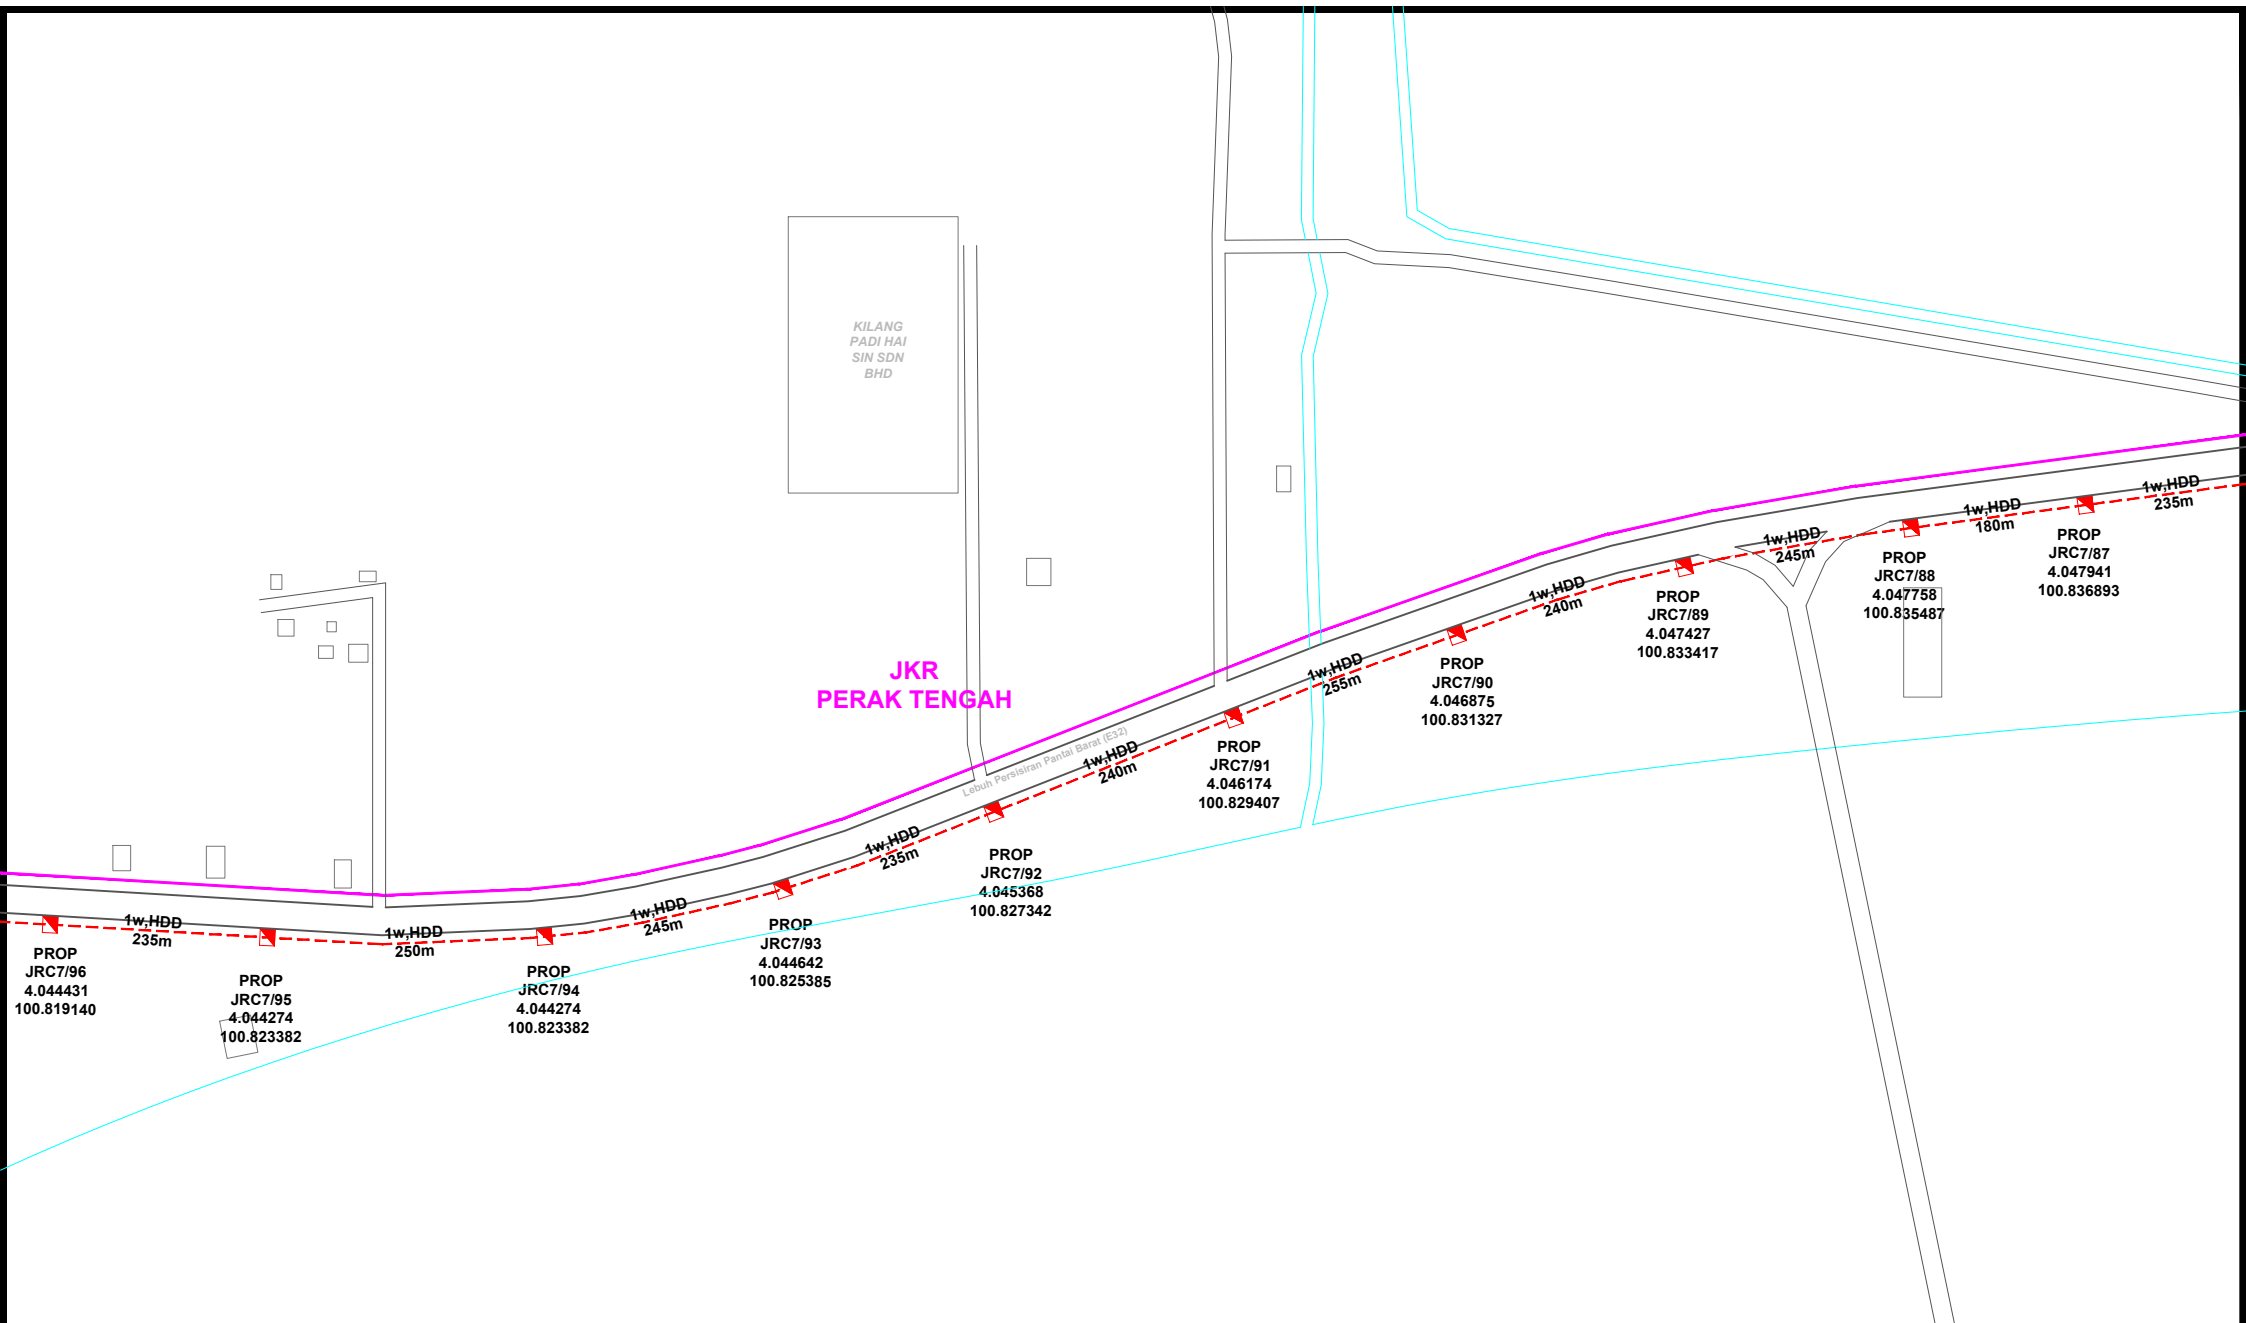 KILANG
PADI HAI
SIN SDN
BHD
JKR
PERAK TENGAH
Lebuh Persisiran Pantai Barat (E32)
1w,HDD
235m
PROP
JRC7/96
4.044431
100.819140
PROP
JRC7/95
4.044274
100.823382
1w,HDD
250m
PROP
JRC7/94
4.044274
100.823382
1w,HDD
245m
PROP
JRC7/93
4.044642
100.825385
1w,HDD
235m
PROP
JRC7/92
4.045368
100.827342
1w,HDD
240m
PROP
JRC7/91
4.046174
100.829407
1w,HDD
255m
PROP
JRC7/90
4.046875
100.831327
1w,HDD
240m
PROP
JRC7/89
4.047427
100.833417
1w,HDD
245m
PROP
JRC7/88
4.047758
100.835487
1w,HDD
180m
PROP
JRC7/87
4.047941
100.836893
1w,HDD
235m